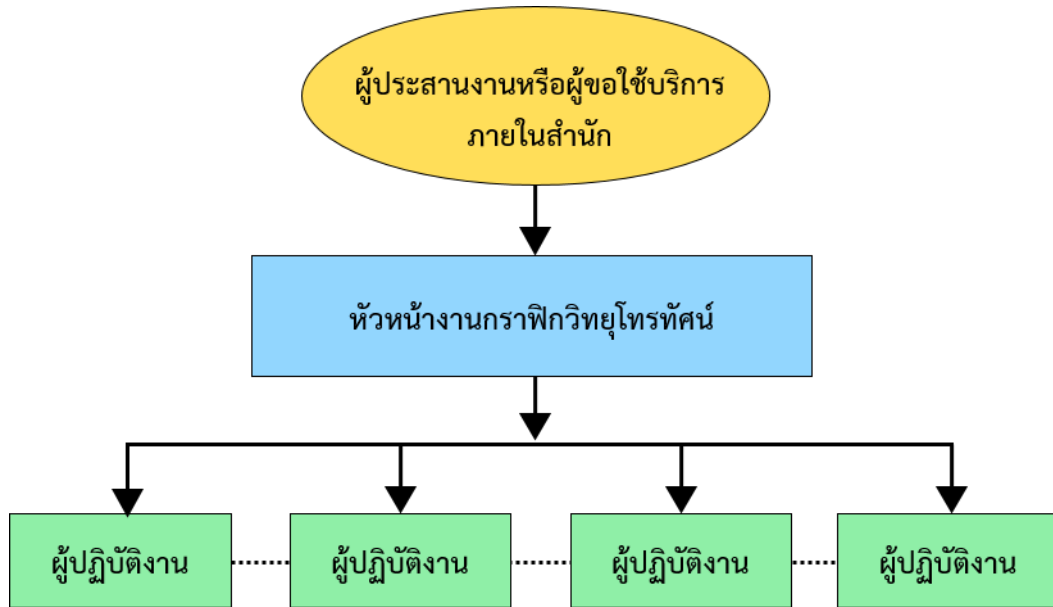 ผู้ประสานงานหรือผู้ขอใช้บริการ
ภายในสำนัก
หัวหน้างานกราฟิกวิทยุโทรทัศน์
ผู้ปฏิบัติงาน
ผู้ปฏิบัติงาน
ผู้ปฏิบัติงาน
ผู้ปฏิบัติงาน